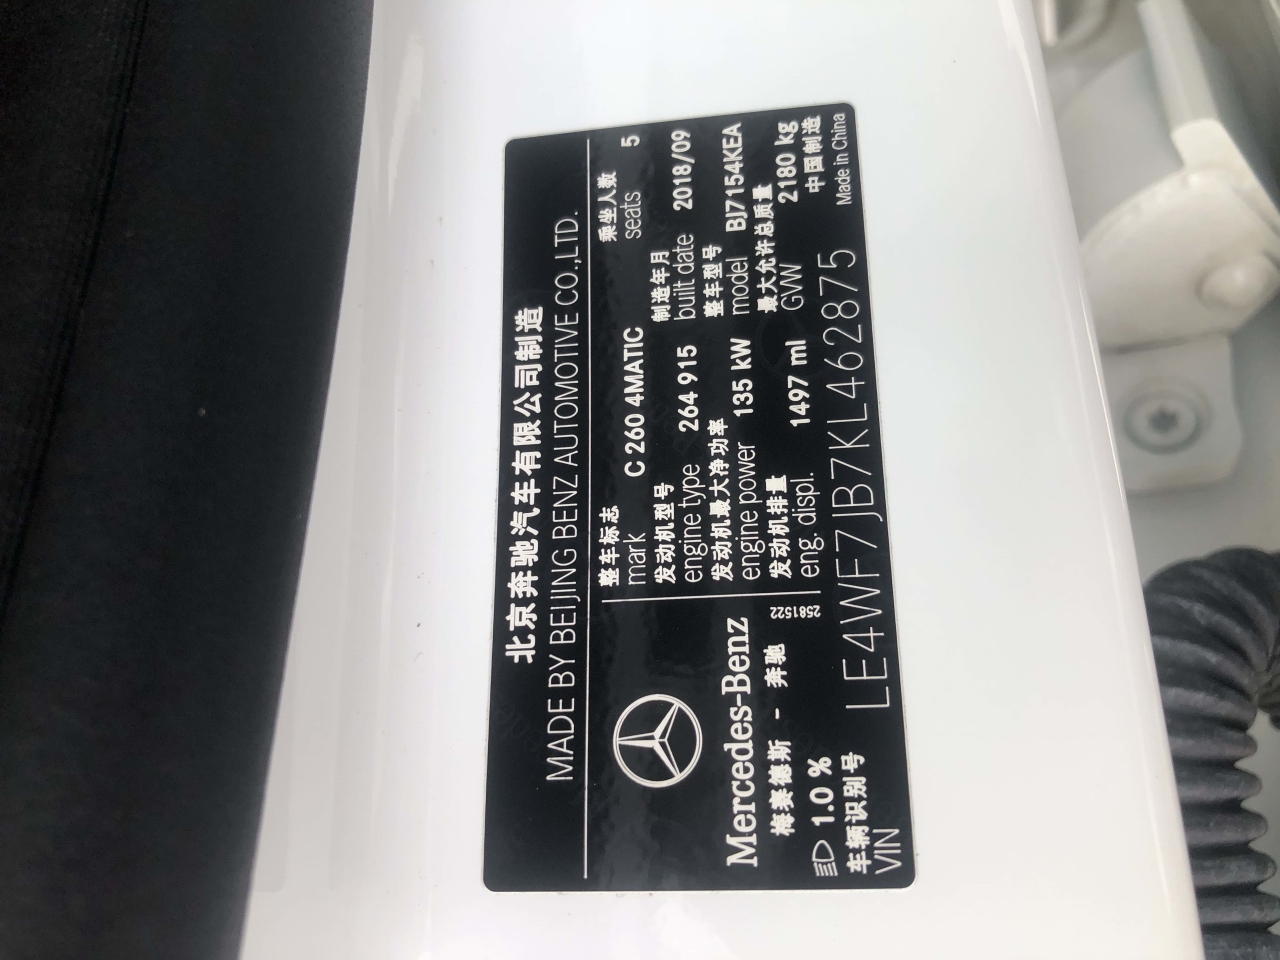 北京奔驰汽车有限公司制造
MADE BY BEIJING BENZ AUTOMOTIVE CO.,LTD.
整车标志 乘坐人数
mark C 260 4MATIC seats 5
发动机型号 制造年月
engine type 264 915 built date 2018/09
发动机最大净功率 整车型号
engine power 135 kW model BJ7154KEA
发动机排量 最大允许总质量
eng. displ. 1497 ml GVW 2180 kg
Mercedes-Benz
梅赛德斯 - 奔驰
2581522
中国制造
Made in China
1.0 %
车辆识别号
VIN LE4WF7JB7KL462875